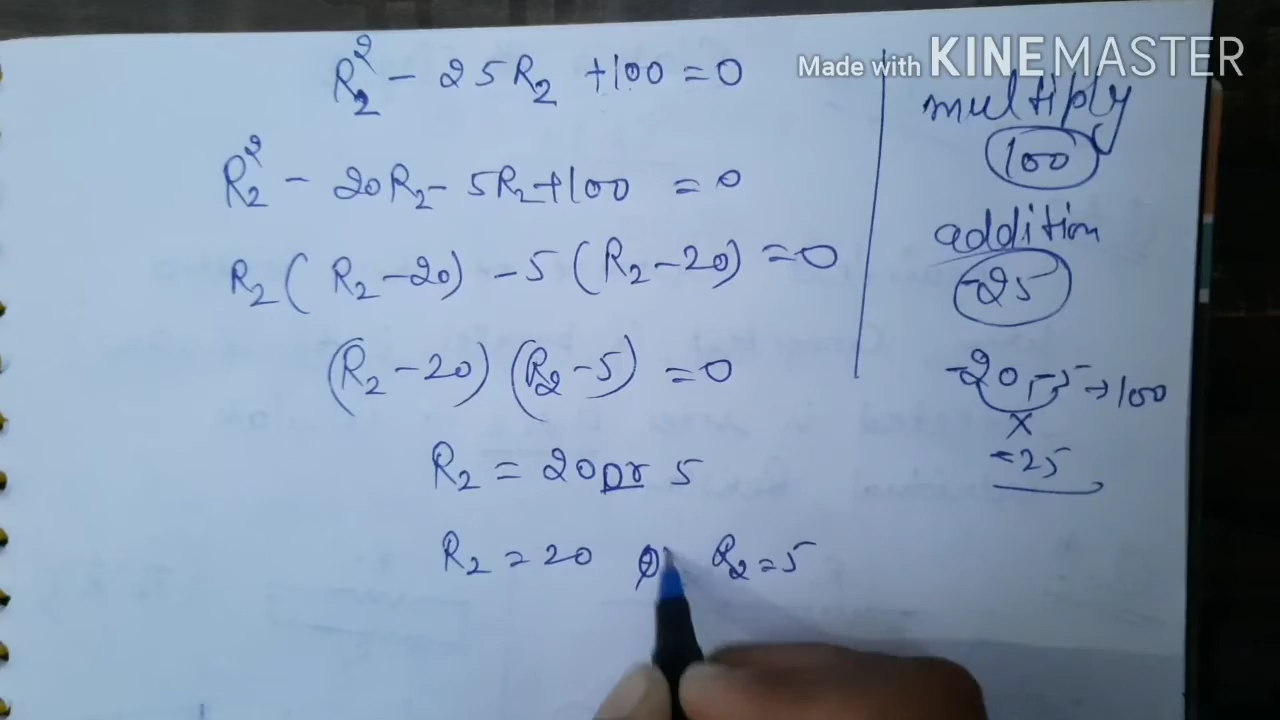 Made with KINEMASTER
R₂² - 25R₂ + 100 = 0
R₂² - 20R₂ - 5R₂ + 100 = 0
R₂ ( R₂ - 20) - 5 (R₂ - 20) = 0
(R₂ - 20) (R₂ - 5) = 0
R₂ = 20 or 5
R₂ = 20 R₂ = 5
multiply
100
addition
-25
-20, -5 → 100
x
-25